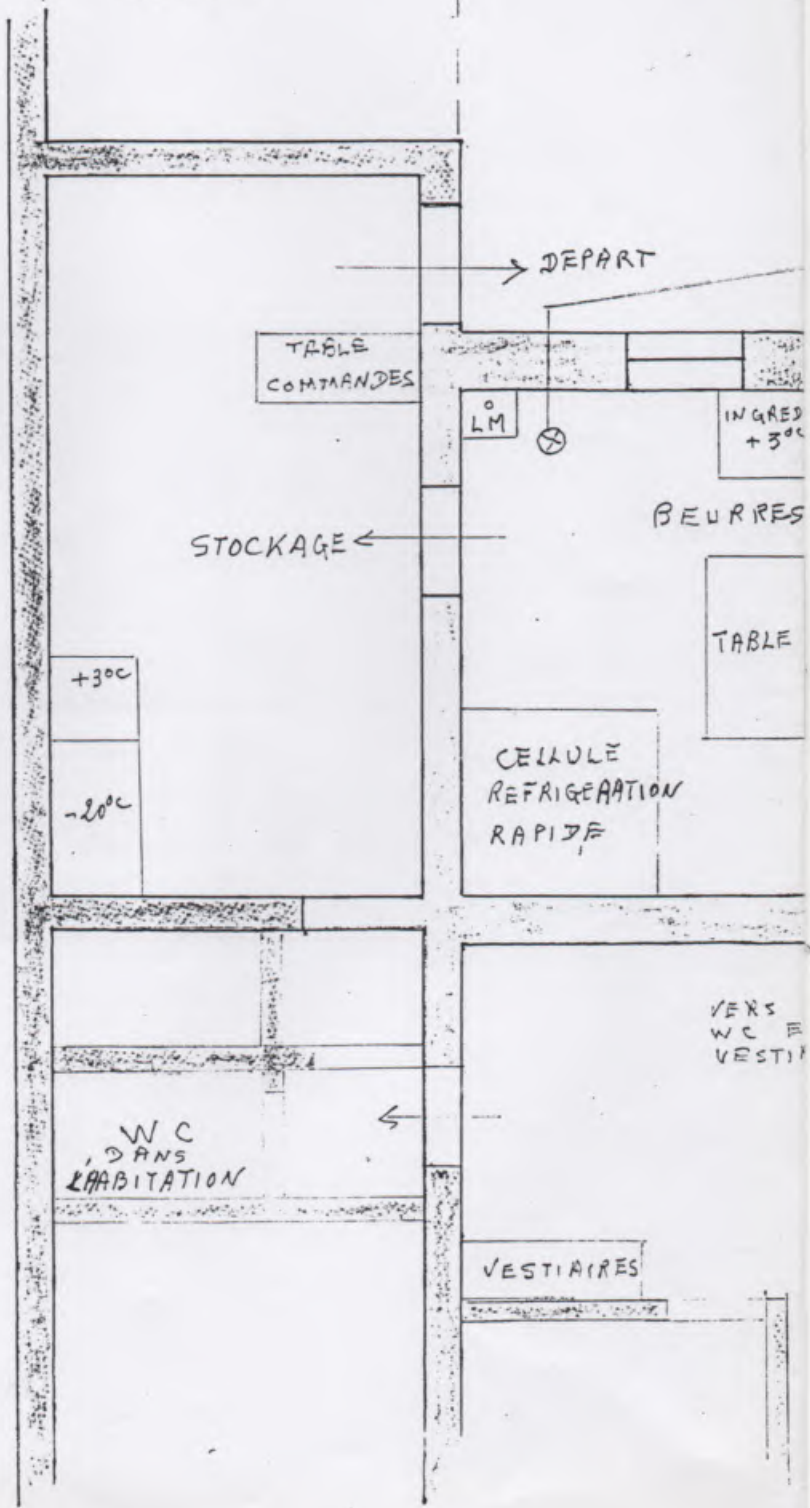 DEPART
TABLE
COMMANDES
LM
INGRED
+3°C
BEURRES
STOCKAGE
TABLE
+3°C
-20°C
CELLULE
REFRIGERATION
RAPIDE
VERS
WC E
VESTI
WC
DANS
L'HABITATION
VESTIAIRES